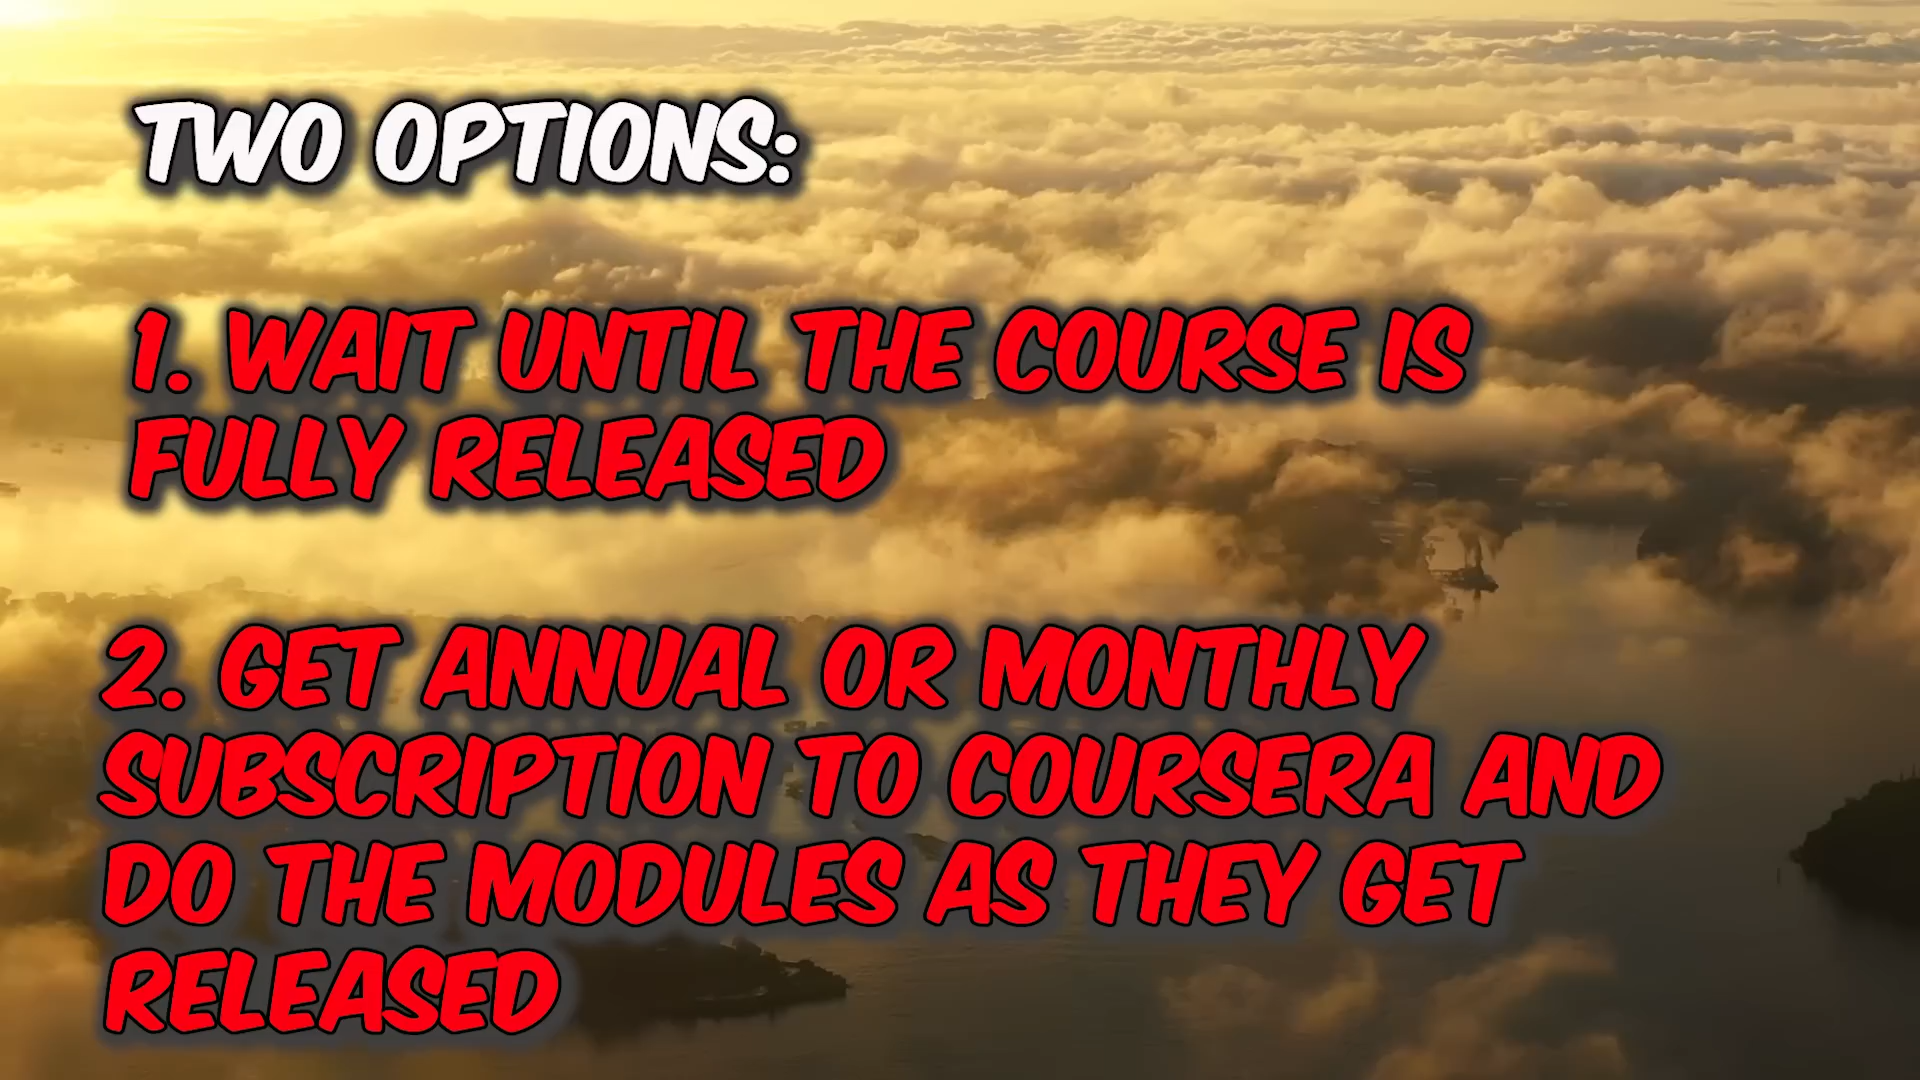 TWO OPTIONS:
1. WAIT UNTIL THE COURSE IS
FULLY RELEASED
2. GET ANNUAL OR MONTHLY
SUBSCRIPTION TO COURSERA AND
DO THE MODULES AS THEY GET
RELEASED